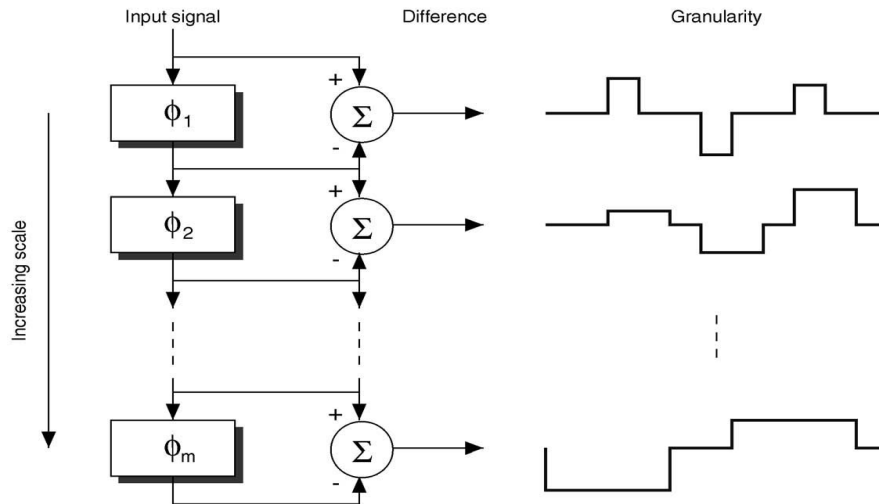 Input signal Difference Granularity
+
ϕ1 Σ
-
+
ϕ2 Σ
-
Increasing scale
+
ϕm Σ
-